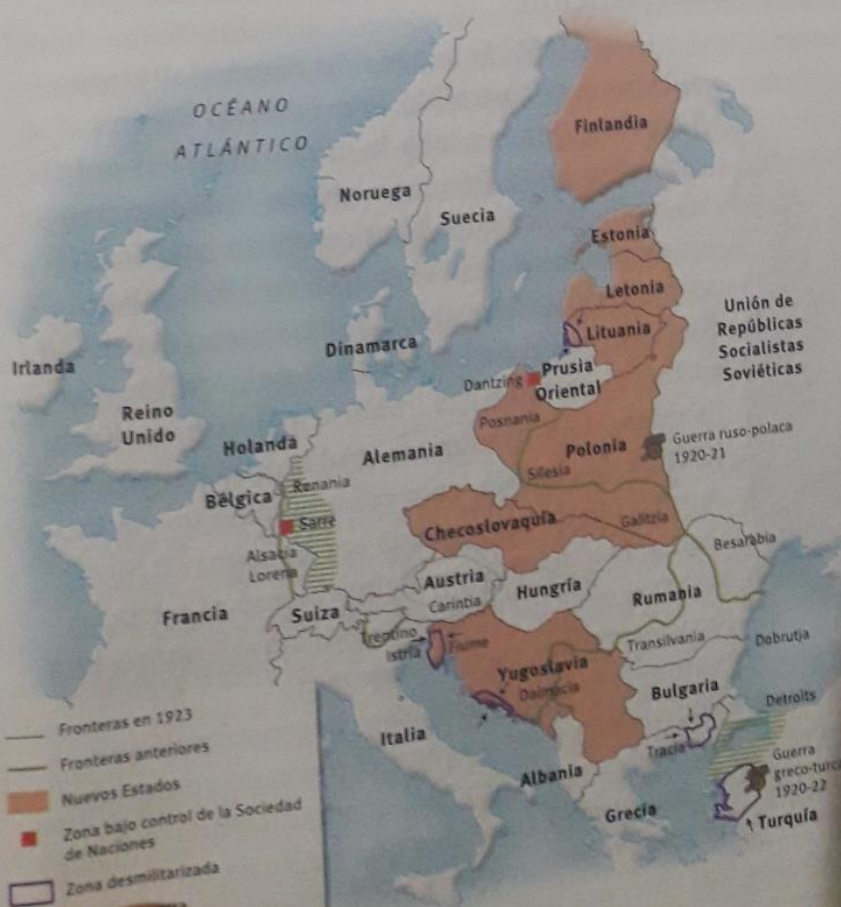 OCÉANO
ATLÁNTICO
Finlandia
Noruega
Suecia
Estonia
Letonia
Unión de
Repúblicas
Socialistas
Soviéticas
Lituania
Dinamarca
Irlanda
Prusia
Oriental
Dantzing
Reino
Unido
Posnania
Holanda
Alemania
Polonia
Guerra ruso-polaca
1920-21
Silesia
Renania
Bélgica
Sarre
Checoslovaquia
Galitzia
Besarabia
Alsacia
Lorena
Austria
Hungría
Rumania
Francia
Suiza
Carintia
Trentino
Istria
Fiume
Transilvania
Dobrutja
Yugoslavia
Dalmacia
Bulgaria
Detroits
Italia
Tracia
Guerra
greco-turca
1920-22
Albania
Grecia
Turquía
Fronteras en 1923
Fronteras anteriores
Nuevos Estados
Zona bajo control de la Sociedad
de Naciones
Zona desmilitarizada